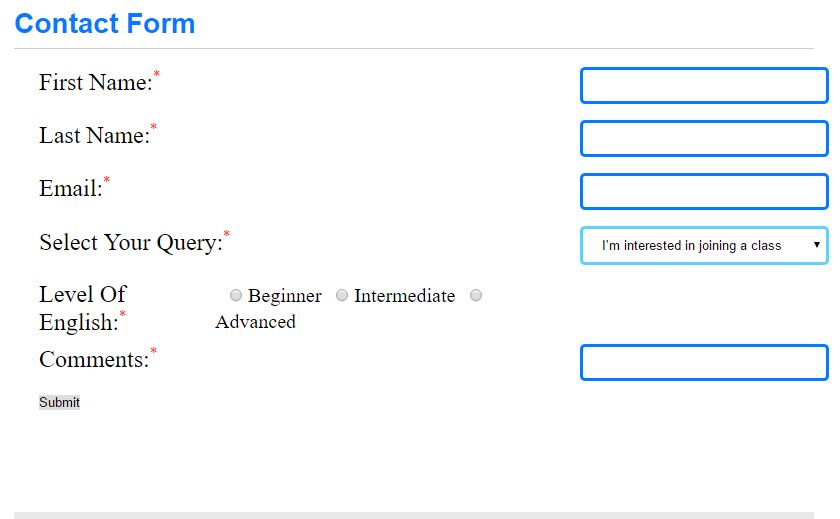 Contact Form
First Name:*
Last Name:*
Email:*
Select Your Query:*
I'm interested in joining a class
Level Of
English:*
Beginner Intermediate
Advanced
Comments:*
Submit